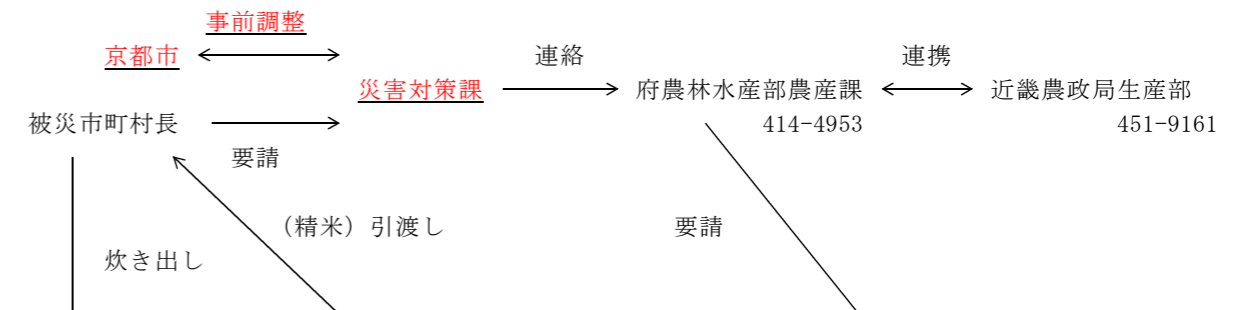 事前調整
京都市
連絡
連携
災害対策課
府農林水産部農産課
近畿農政局生産部
被災市町村長
414-4953
451-9161
要請
（精米）引渡し
要請
炊き出し